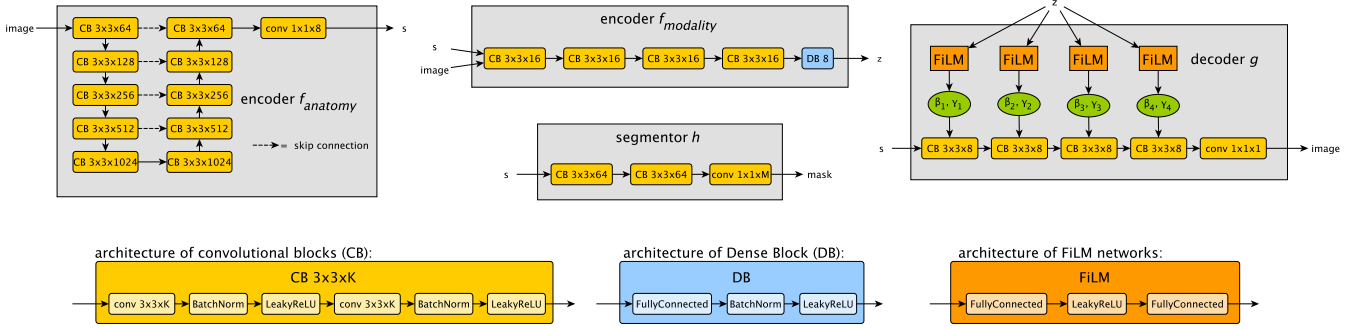 image
CB 3x3x64
CB 3x3x64
conv 1x1x8
s
CB 3x3x128
CB 3x3x128
CB 3x3x256
CB 3x3x256
encoder f anatomy
CB 3x3x512
CB 3x3x512
= skip connection
CB 3x3x1024
CB 3x3x1024
encoder f modality
s
image
CB 3x3x16
CB 3x3x16
CB 3x3x16
CB 3x3x16
DB 8
z
segmentor h
s
CB 3x3x64
CB 3x3x64
conv 1x1xM
mask
z
FiLM
FiLM
FiLM
FiLM
decoder g
β1, γ1
β2, γ2
β3, γ3
β4, γ4
s
CB 3x3x8
CB 3x3x8
CB 3x3x8
CB 3x3x8
conv 1x1x1
image
architecture of convolutional blocks (CB):
CB 3x3xK
conv 3x3xK
BatchNorm
LeakyReLU
conv 3x3xK
BatchNorm
LeakyReLU
architecture of Dense Block (DB):
DB
FullyConnected
BatchNorm
LeakyReLU
architecture of FiLM networks:
FiLM
FullyConnected
LeakyReLU
FullyConnected